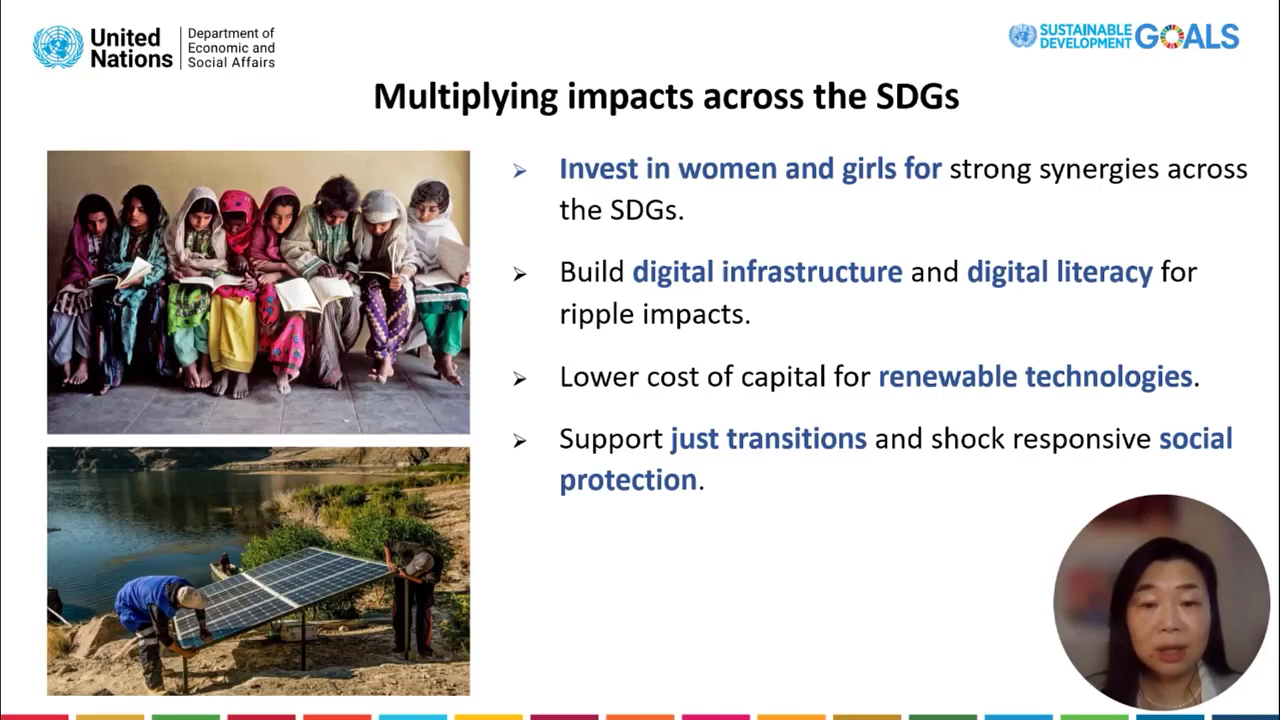 United
Nations
Department of
Economic and
Social Affairs
SUSTAINABLE
DEVELOPMENT
GOALS
Multiplying impacts across the SDGs
Invest in women and girls for strong synergies across
the SDGs.
Build digital infrastructure and digital literacy for
ripple impacts.
Lower cost of capital for renewable technologies.
Support just transitions and shock responsive social
protection.